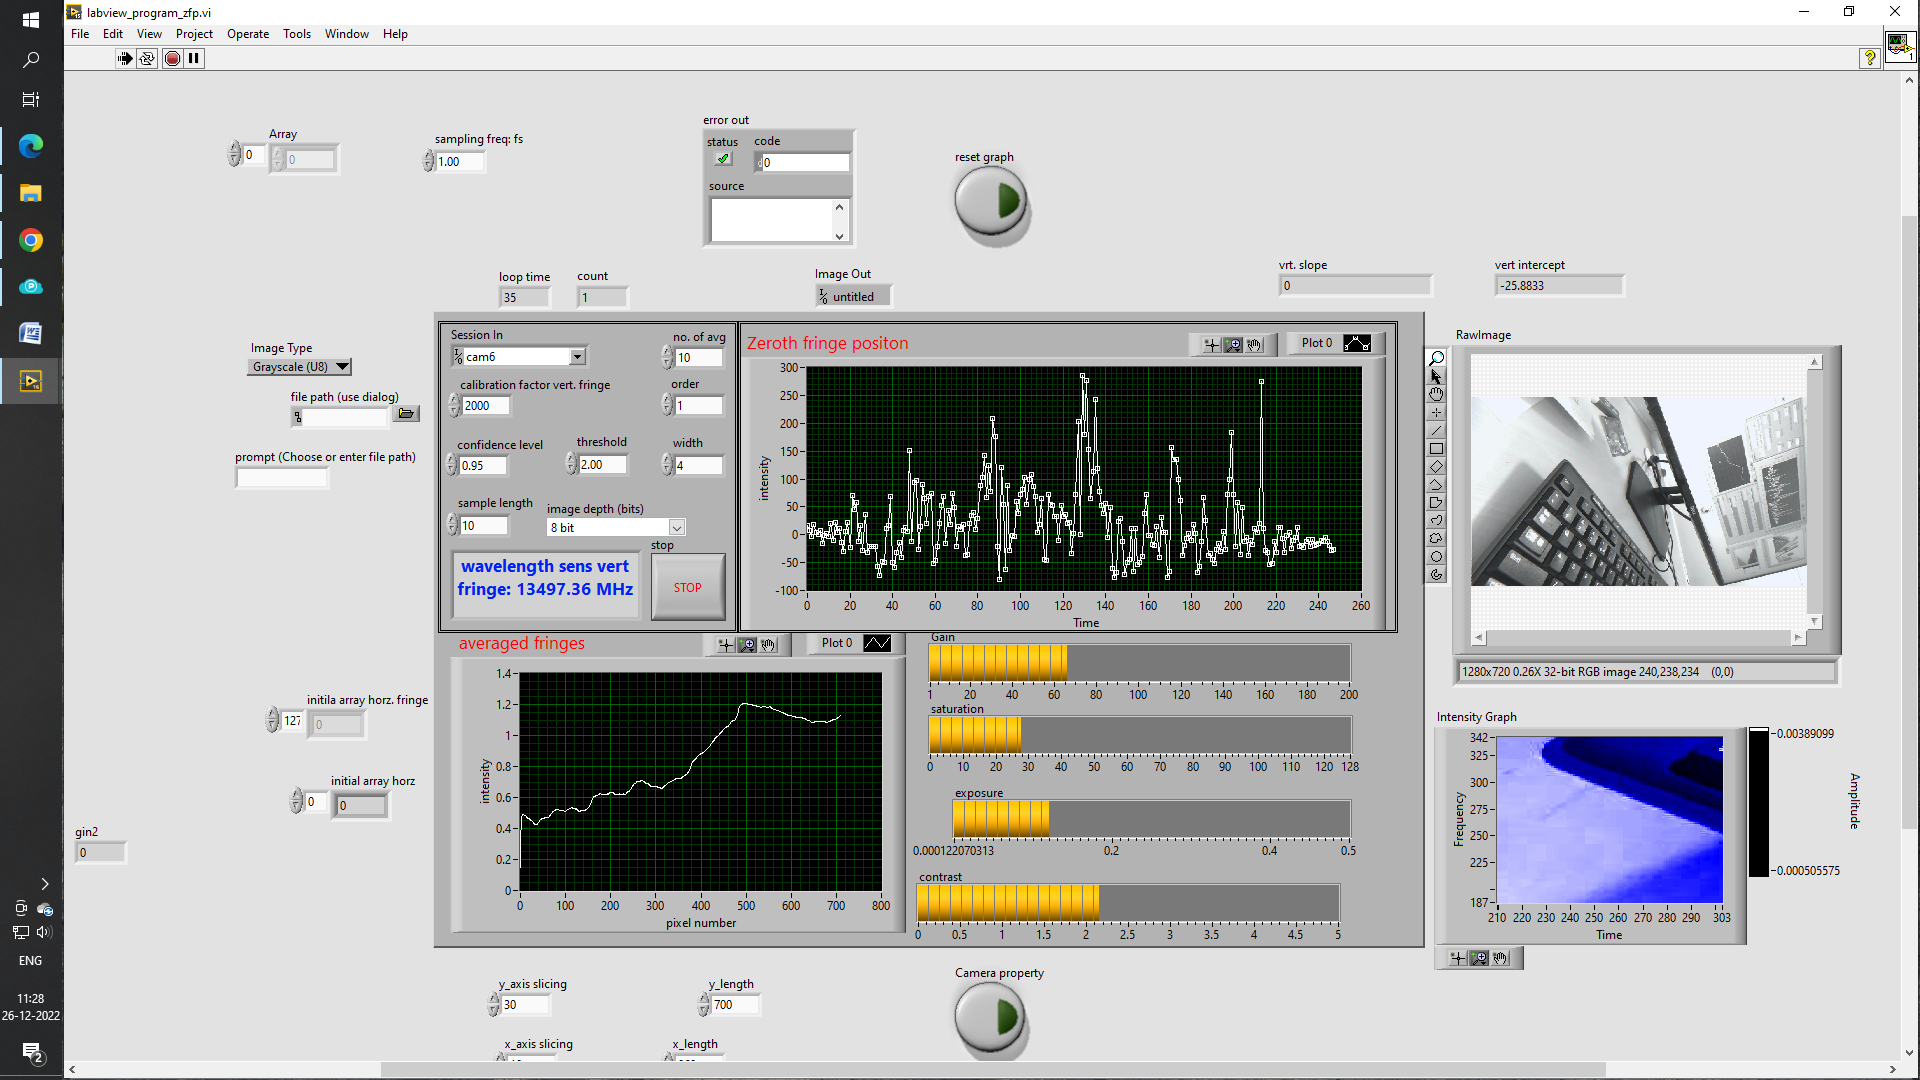 labview_program_zfp.vi
File Edit View Project Operate Tools Window Help
Array
0
0
sampling freq: fs
1.00
error out
status code
0
source
reset graph
loop time
35
count
1
Image Out
untitled
vrt. slope
0
vert intercept
-25.8833
Image Type
Grayscale (U8)
file path (use dialog)
prompt (Choose or enter file path)
Session In
cam6
no. of avg
10
calibration factor vert. fringe
2000
order
1
confidence level
0.95
threshold
2.00
width
4
sample length
10
image depth (bits)
8 bit
stop
STOP
wavelength sens vert
fringe: 13497.36 MHz
Zeroth fringe positon
Plot 0
300
250
200
150
100
50
0
-50
-100
intensity
0 20 40 60 80 100 120 140 160 180 200 220 240 260
Time
RawImage
1280x720 0.26X 32-bit RGB image 240,238,234 (0,0)
averaged fringes
Plot 0
1.4
1.2
1
0.8
0.6
0.4
0.2
0
intensity
0 100 200 300 400 500 600 700 800
pixel number
Gain
1 20 40 60 80 100 120 140 160 180 200
saturation
0 10 20 30 40 50 60 70 80 90 100 110 120 128
exposure
0.000122070313 0.2 0.4 0.5
contrast
0 0.5 1 1.5 2 2.5 3 3.5 4 4.5 5
Intensity Graph
342
325
300
275
250
225
187
Frequency
210 220 230 240 250 260 270 280 290 303
Time
0.00389099
-0.000505575
Amplitude
initila array horz. fringe
127
0
initial array horz
0
0
gin2
0
y_axis slicing
30
y_length
700
x_axis slicing
x_length
Camera property
ENG
11:28
26-12-2022
2